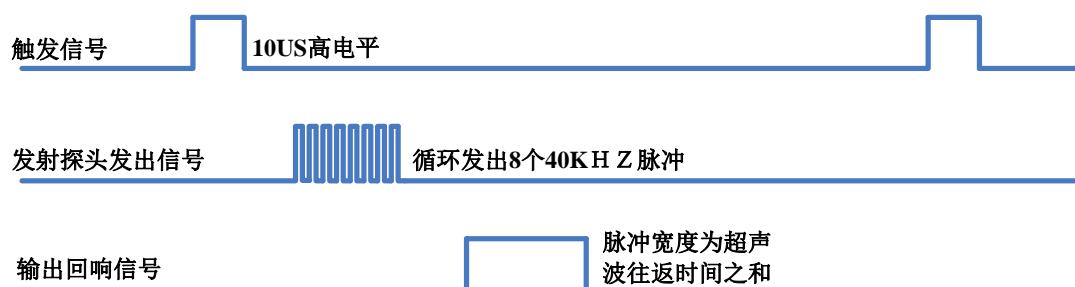 触发信号
10US高电平
发射探头发出信号
循环发出8个40KＨＺ脉冲
输出回响信号
脉冲宽度为超声
波往返时间之和